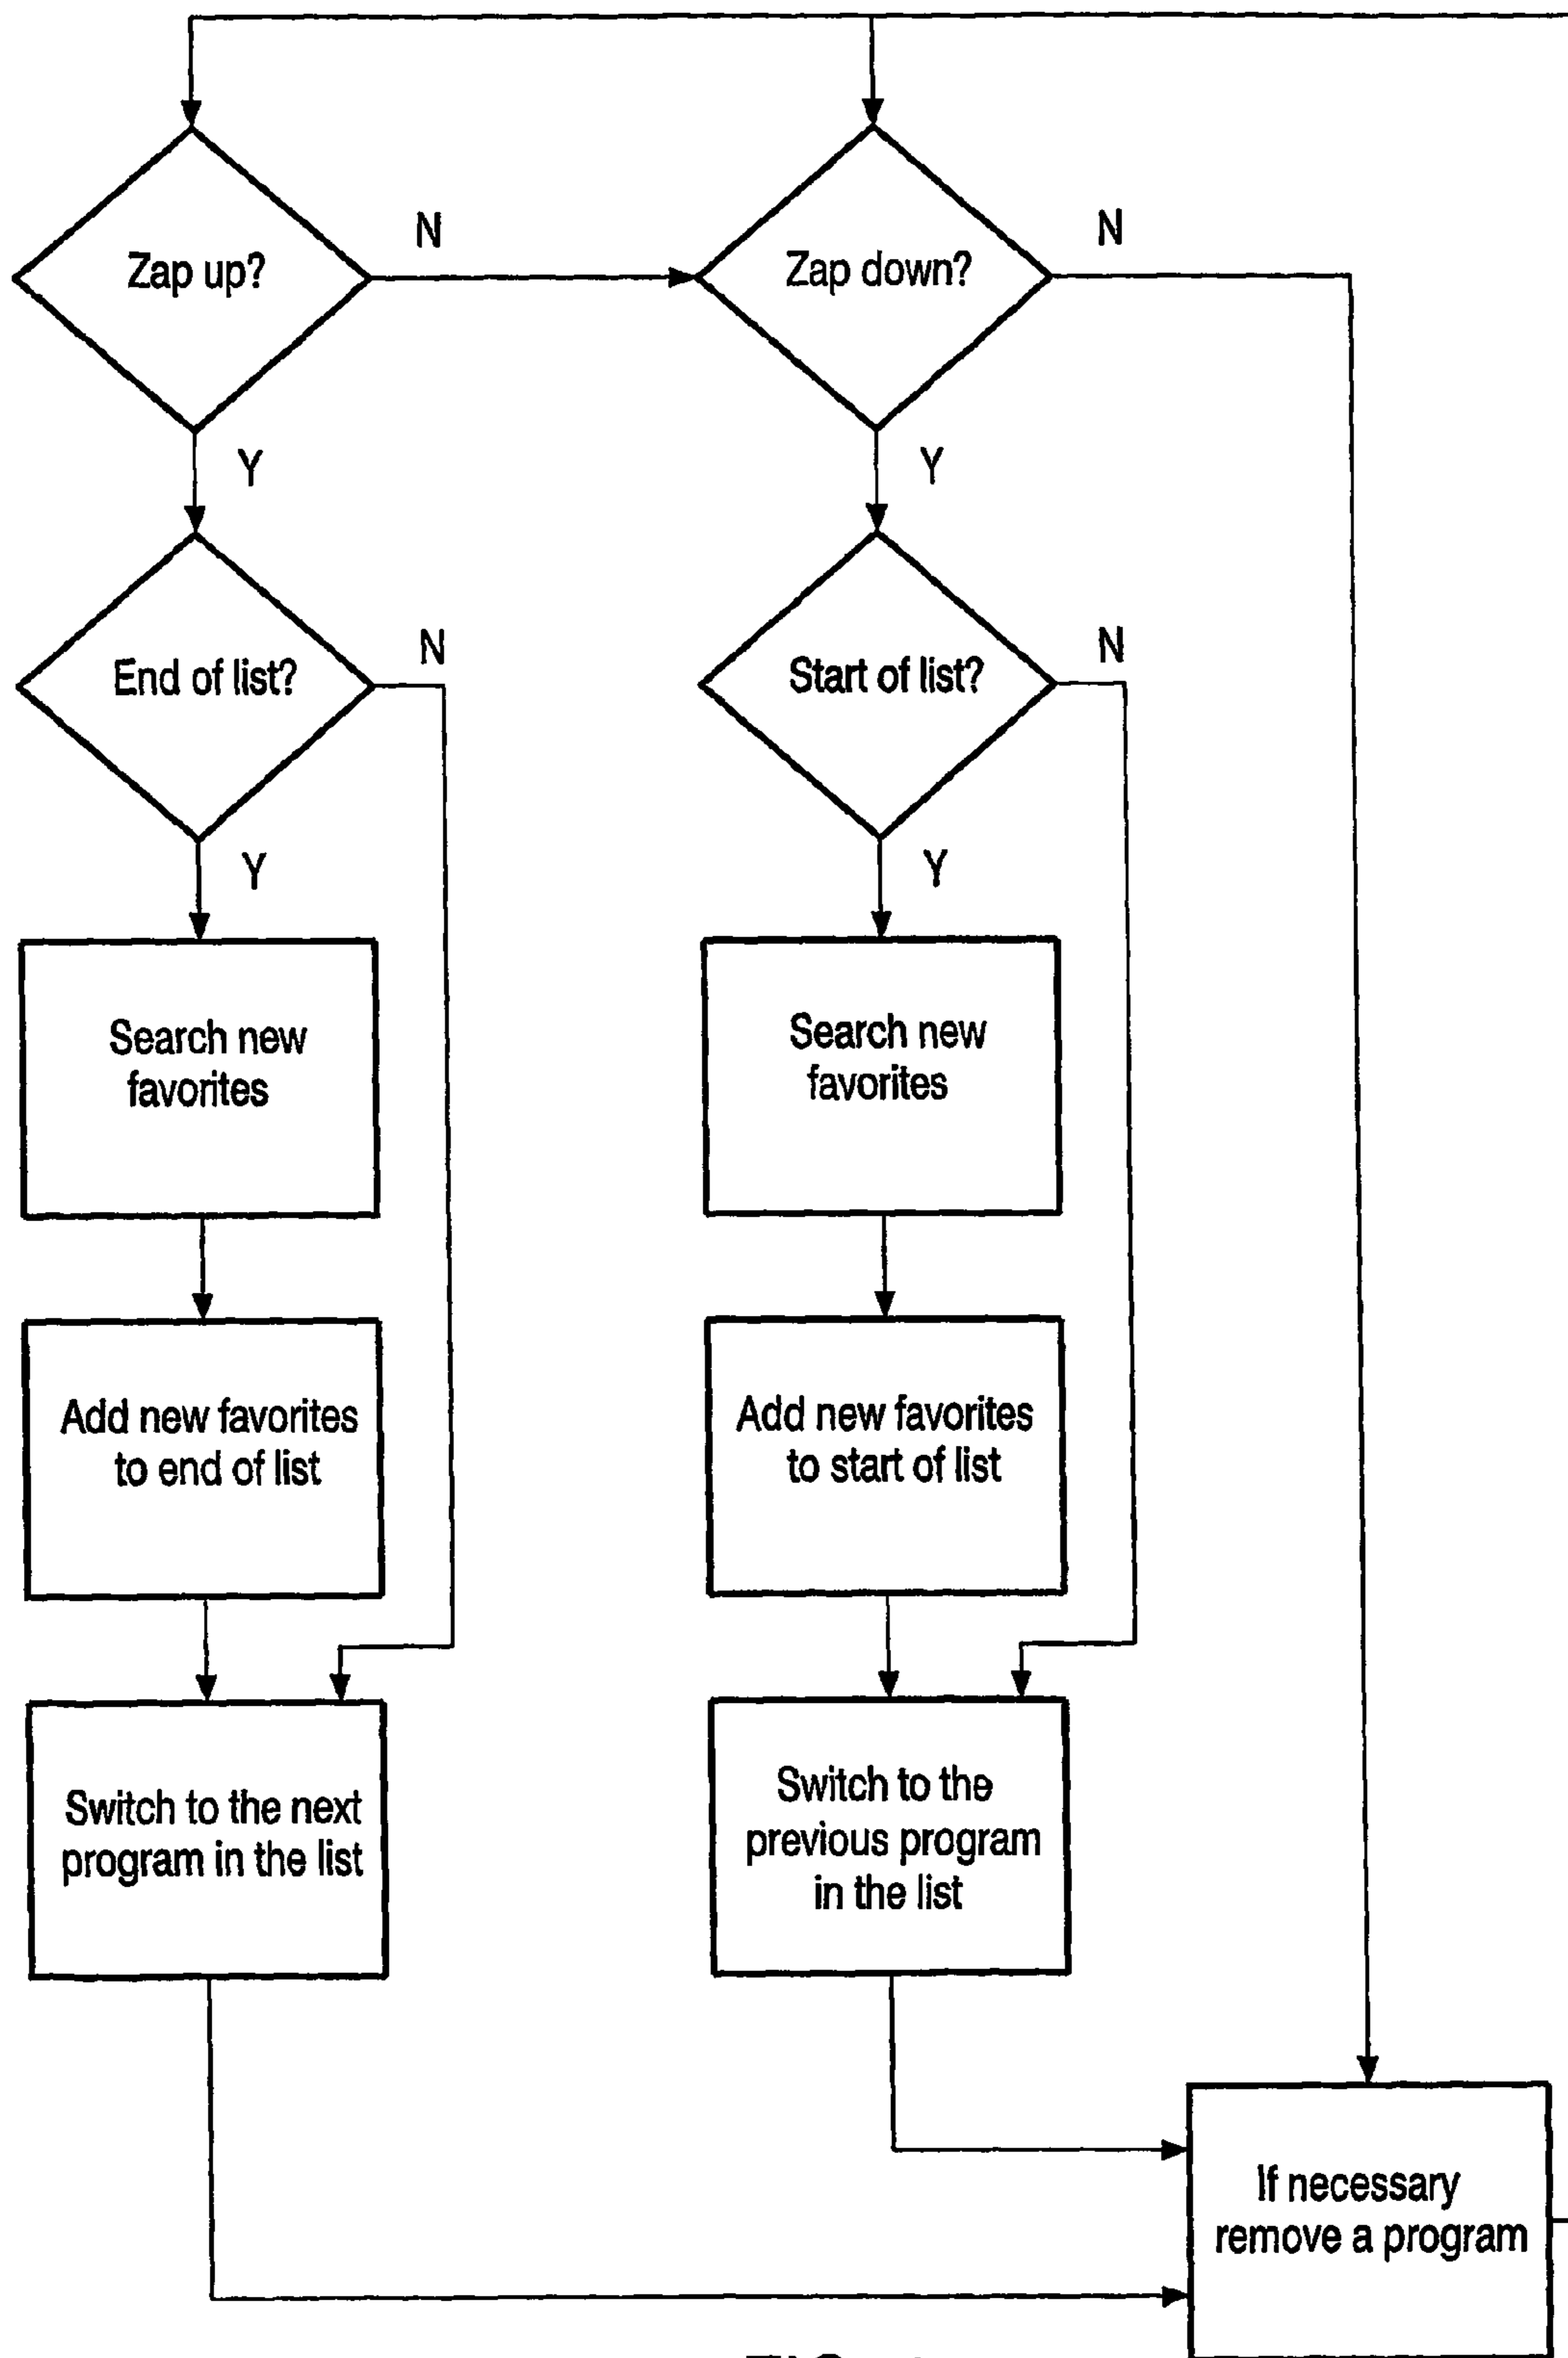 Zap up?
N
Zap down?
N
Y
Y
End of list?
N
Start of list?
N
Y
Y
Search new
favorites
Search new
favorites
Add new favorites
to end of list
Add new favorites
to start of list
Switch to the next
program in the list
Switch to the
previous program
in the list
If necessary
remove a program